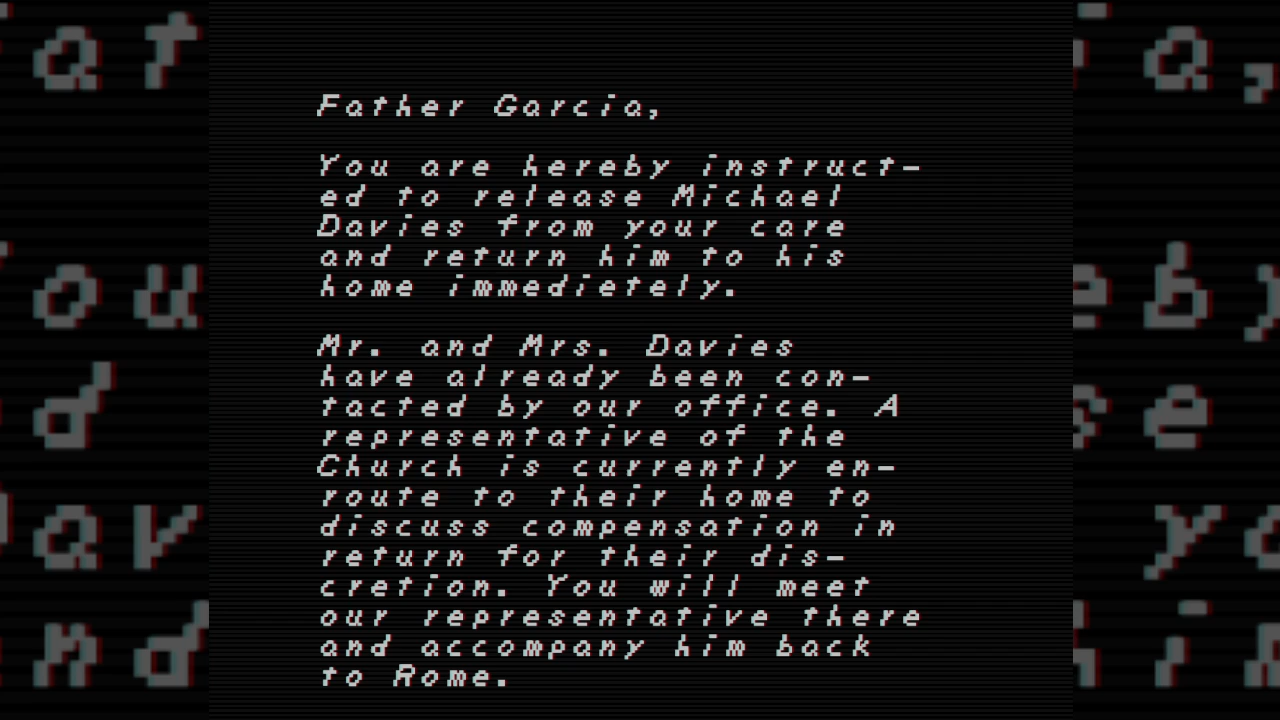 Father Garcia,
You are hereby instruct-
ed to release Michael
Davies from your care
and return him to his
home immedietely.
Mr. and Mrs. Davies
have already been con-
tacted by our office. A
representative of the
Church is currently en-
route to their home to
discuss compensation in
return for their dis-
cretion. You will meet
our representative there
and accompany him back
to Rome.